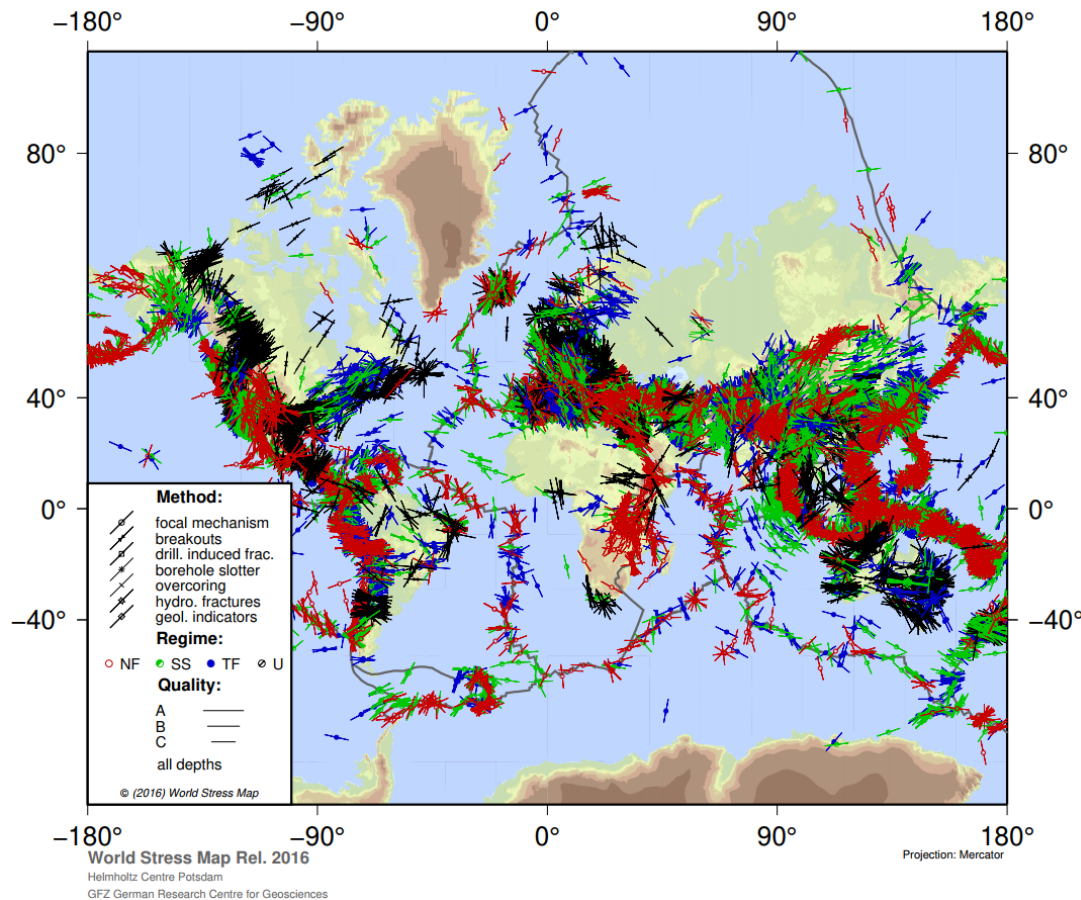 −180° −90° 0° 90° 180°
80° 80°
40° 40°
0° 0°
−40° −40°
Method:
focal mechanism
breakouts
drill. induced frac.
borehole slotter
overcoring
hydro. fractures
geol. indicators
Regime:
NF SS TF U
Quality:
A
B
C
all depths
© (2016) World Stress Map
−180° −90° 0° 90° 180°
World Stress Map Rel. 2016
Projection: Mercator
Helmholtz Centre Potsdam
GFZ German Research Centre for Geosciences